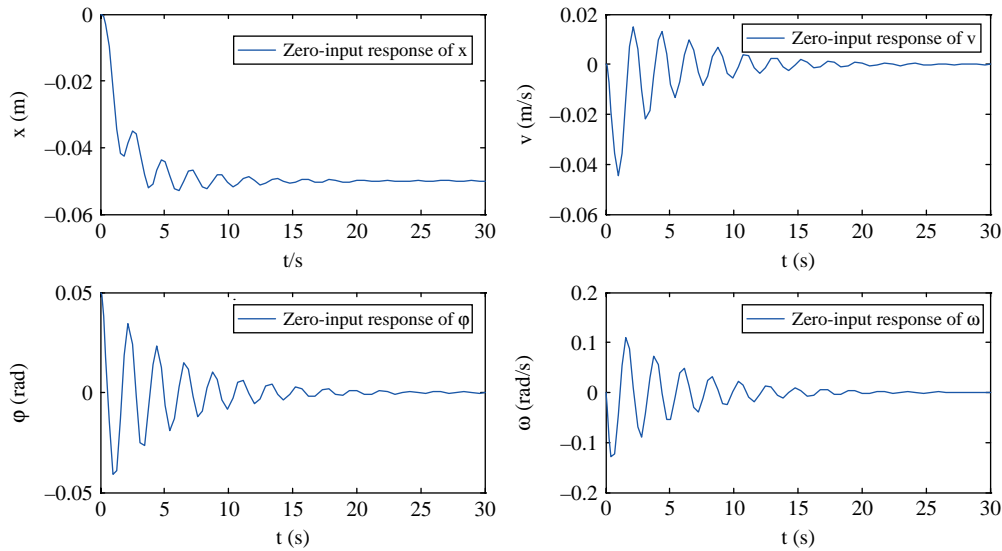 0
−0.02
−0.04
−0.06
x (m)
Zero-input response of x
0 5 10 15 20 25 30
t/s
0.02
0
−0.02
−0.04
−0.06
v (m/s)
Zero-input response of v
0 5 10 15 20 25 30
t (s)
0.05
0
−0.05
φ (rad)
Zero-input response of φ
0 5 10 15 20 25 30
t (s)
0.2
0.1
0
−0.1
−0.2
ω (rad/s)
Zero-input response of ω
0 5 10 15 20 25 30
t (s)